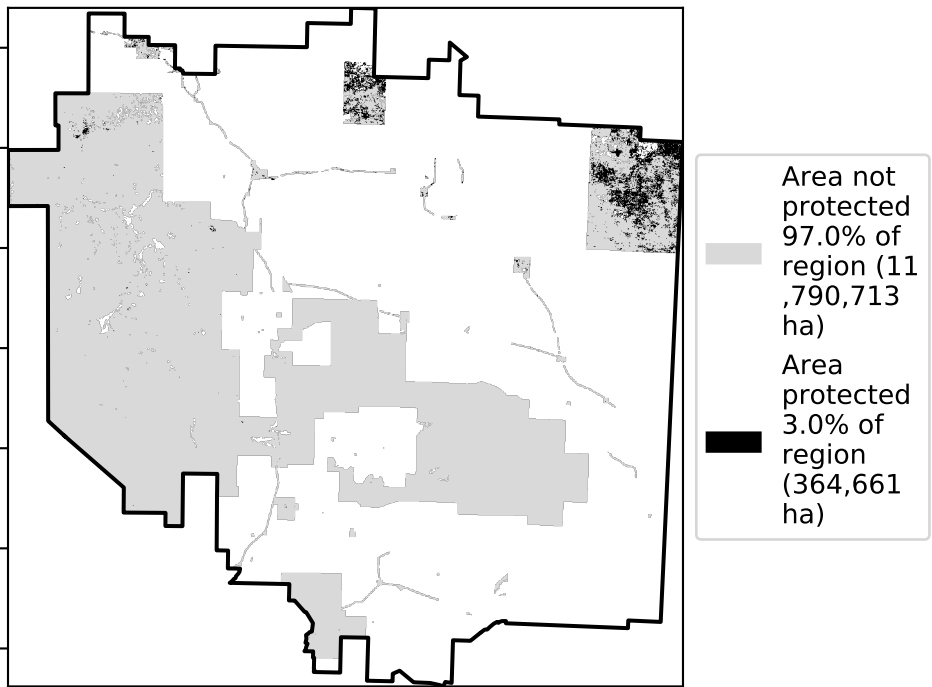 Area not
protected
97.0% of
region (11
,790,713
ha)
Area
protected
3.0% of
region
(364,661
ha)